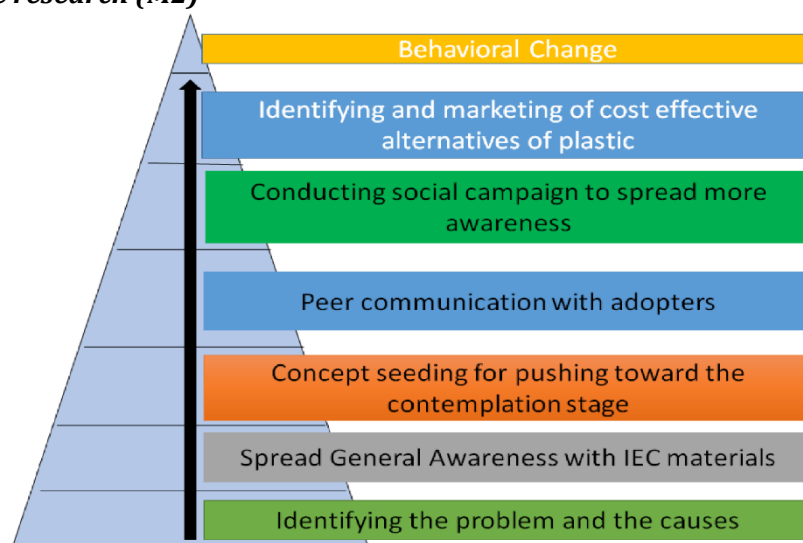 research (M2)
Behavioral Change
Identifying and marketing of cost effective
alternatives of plastic
Conducting social campaign to spread more
awareness
Peer communication with adopters
Concept seeding for pushing toward the
contemplation stage
Spread General Awareness with IEC materials
Identifying the problem and the causes